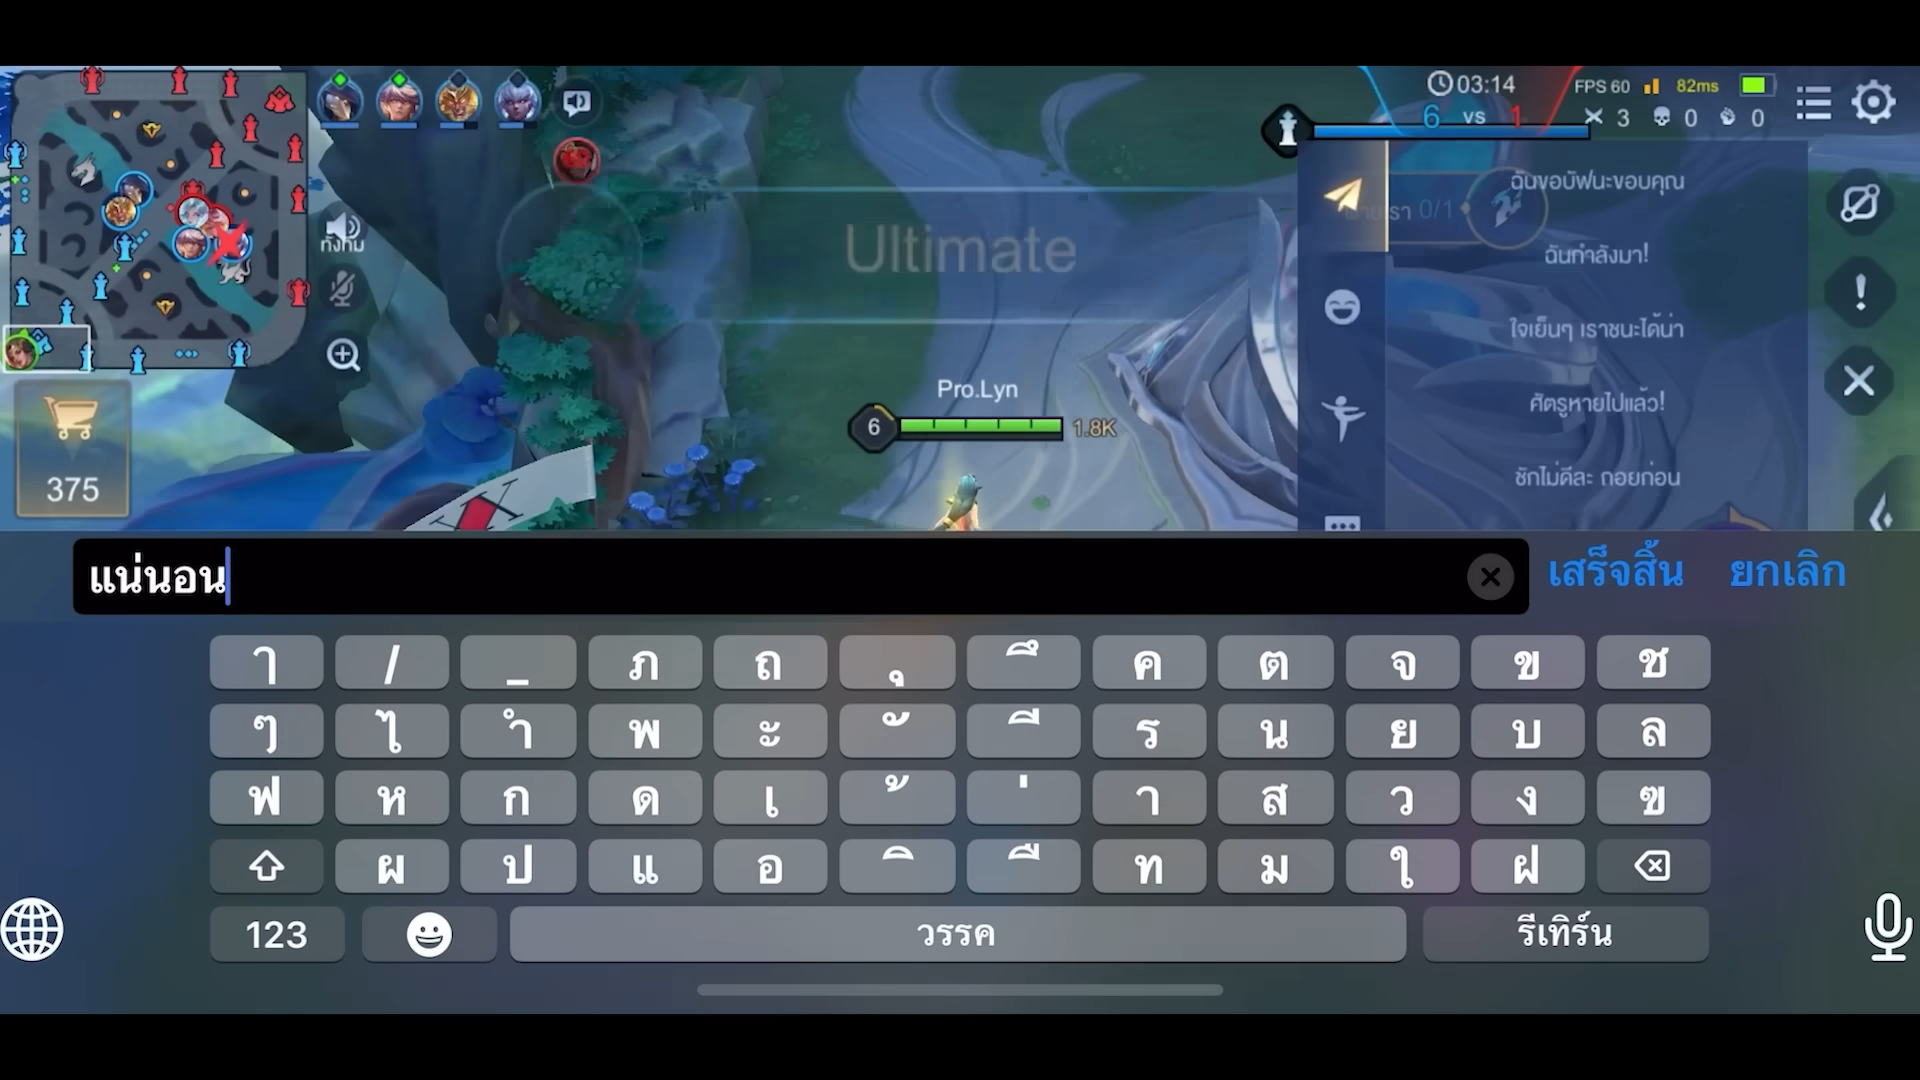 03:14
FPS 60
82ms
6 vs 1
3
0
0
ทั้งทีม
Ultimate
0/1
ฉันขอบัฟนะขอบคุณ
ฉันกำลังมา!
ใจเย็นๆ เราชนะได้น่า
ศัตรูหายไปแล้ว!
ชักไม่ดีละ ถอยก่อน
Pro.Lyn
6
1.8K
375
แน่นอน
เสร็จสิ้น
ยกเลิก
ๅ / _ ภ ถ ุ ึ ค ต จ ข ช
ๆ ไ ำ พ ะ ั ี ร น ย บ ล
ฟ ห ก ด เ ้ ่ า ส ว ง ฃ
ผ ป แ อ ิ ื ท ม ใ ฝ
123
วรรค
รีเทิร์น